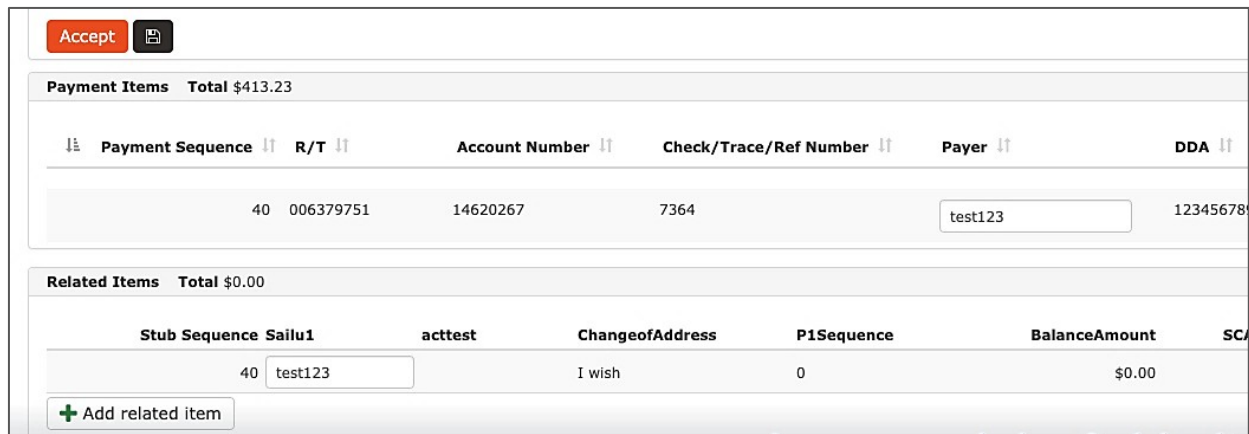 Accept
Payment Items Total $413.23
Payment Sequence R/T Account Number Check/Trace/Ref Number Payer DDA
40 006379751 14620267 7364 test123 12345678
Related Items Total $0.00
Stub Sequence Sailu1 acttest ChangeofAddress P1Sequence BalanceAmount
40 test123 I wish 0 $0.00
Add related item